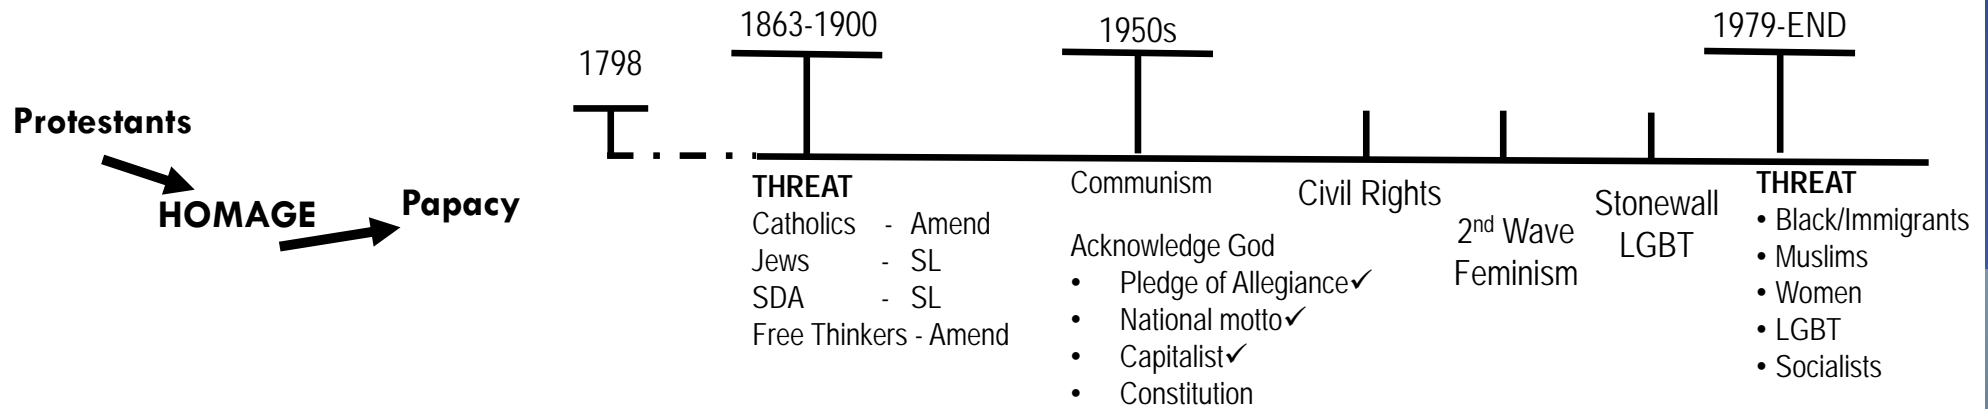 Protestants
HOMAGE
Papacy
1798
1863-1900
THREAT
Catholics - Amend
Jews - SL
SDA - SL
Free Thinkers - Amend
1950s
Communism
Acknowledge God
• Pledge of Allegiance✓
• National motto✓
• Capitalist✓
• Constitution
Civil Rights
2nd Wave
Feminism
Stonewall
LGBT
1979-END
THREAT
• Black/Immigrants
• Muslims
• Women
• LGBT
• Socialists